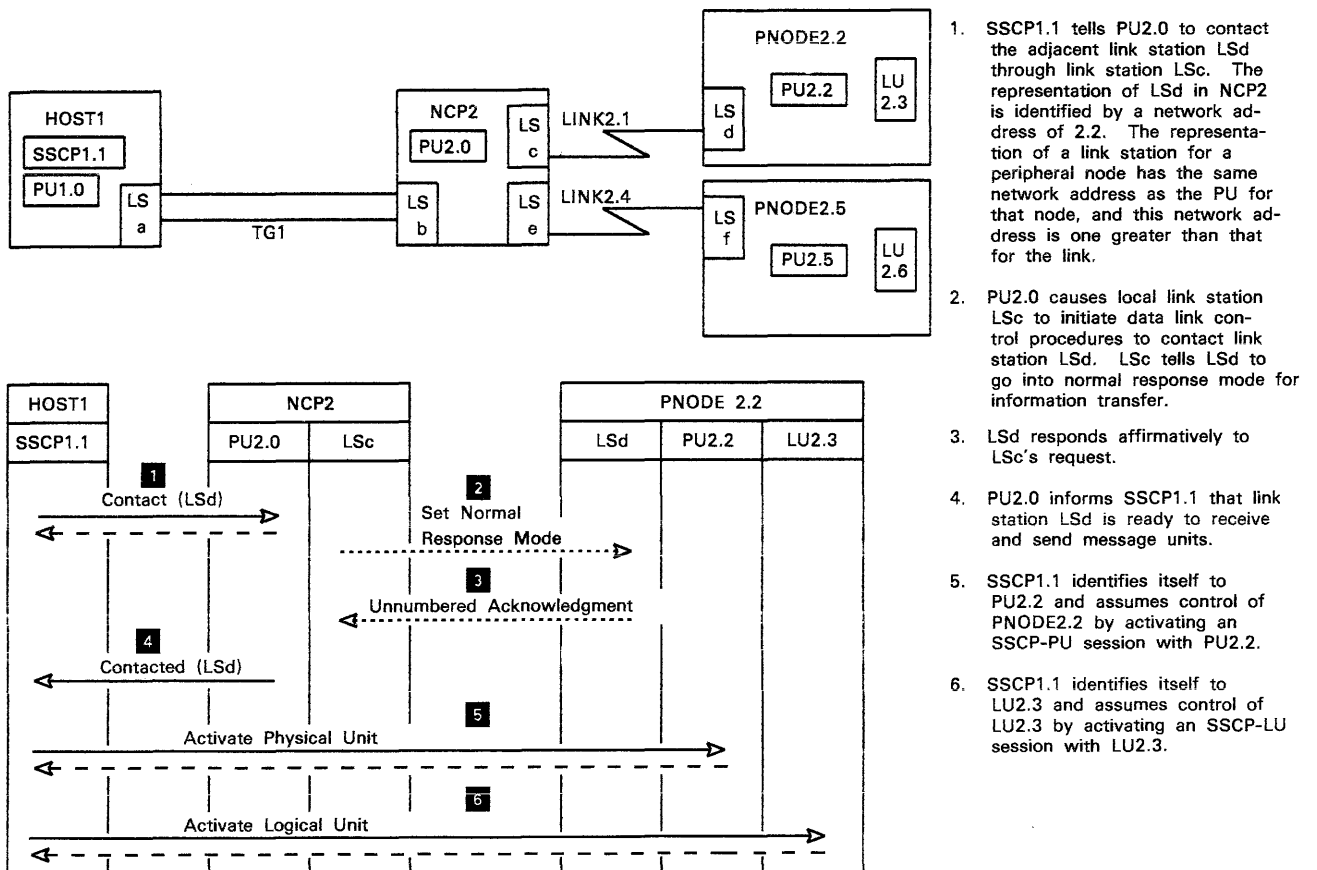 HOST1
SSCP1.1
PU1.0
LS
a
TG1
NCP2
PU2.0
LS
b
LS
c
LS
e
LINK2.1
LINK2.4
PNODE2.2
PU2.2
LU
2.3
LS
d
PNODE2.5
PU2.5
LU
2.6
LS
f
HOST1
NCP2
PNODE 2.2
SSCP1.1
PU2.0
LSc
LSd
PU2.2
LU2.3
1
Contact (LSd)
2
Set Normal
Response Mode
3
Unnumbered Acknowledgment
4
Contacted (LSd)
5
Activate Physical Unit
6
Activate Logical Unit
1. SSCP1.1 tells PU2.0 to contact
the adjacent link station LSd
through link station LSc. The
representation of LSd in NCP2
is identified by a network ad-
dress of 2.2. The representa-
tion of a link station for a
peripheral node has the same
network address as the PU for
that node, and this network ad-
dress is one greater than that
for the link.
2. PU2.0 causes local link station
LSc to initiate data link con-
trol procedures to contact link
station LSd. LSc tells LSd to
go into normal response mode for
information transfer.
3. LSd responds affirmatively to
LSc's request.
4. PU2.0 informs SSCP1.1 that link
station LSd is ready to receive
and send message units.
5. SSCP1.1 identifies itself to
PU2.2 and assumes control of
PNODE2.2 by activating an
SSCP-PU session with PU2.2.
6. SSCP1.1 identifies itself to
LU2.3 and assumes control of
LU2.3 by activating an SSCP-LU
session with LU2.3.